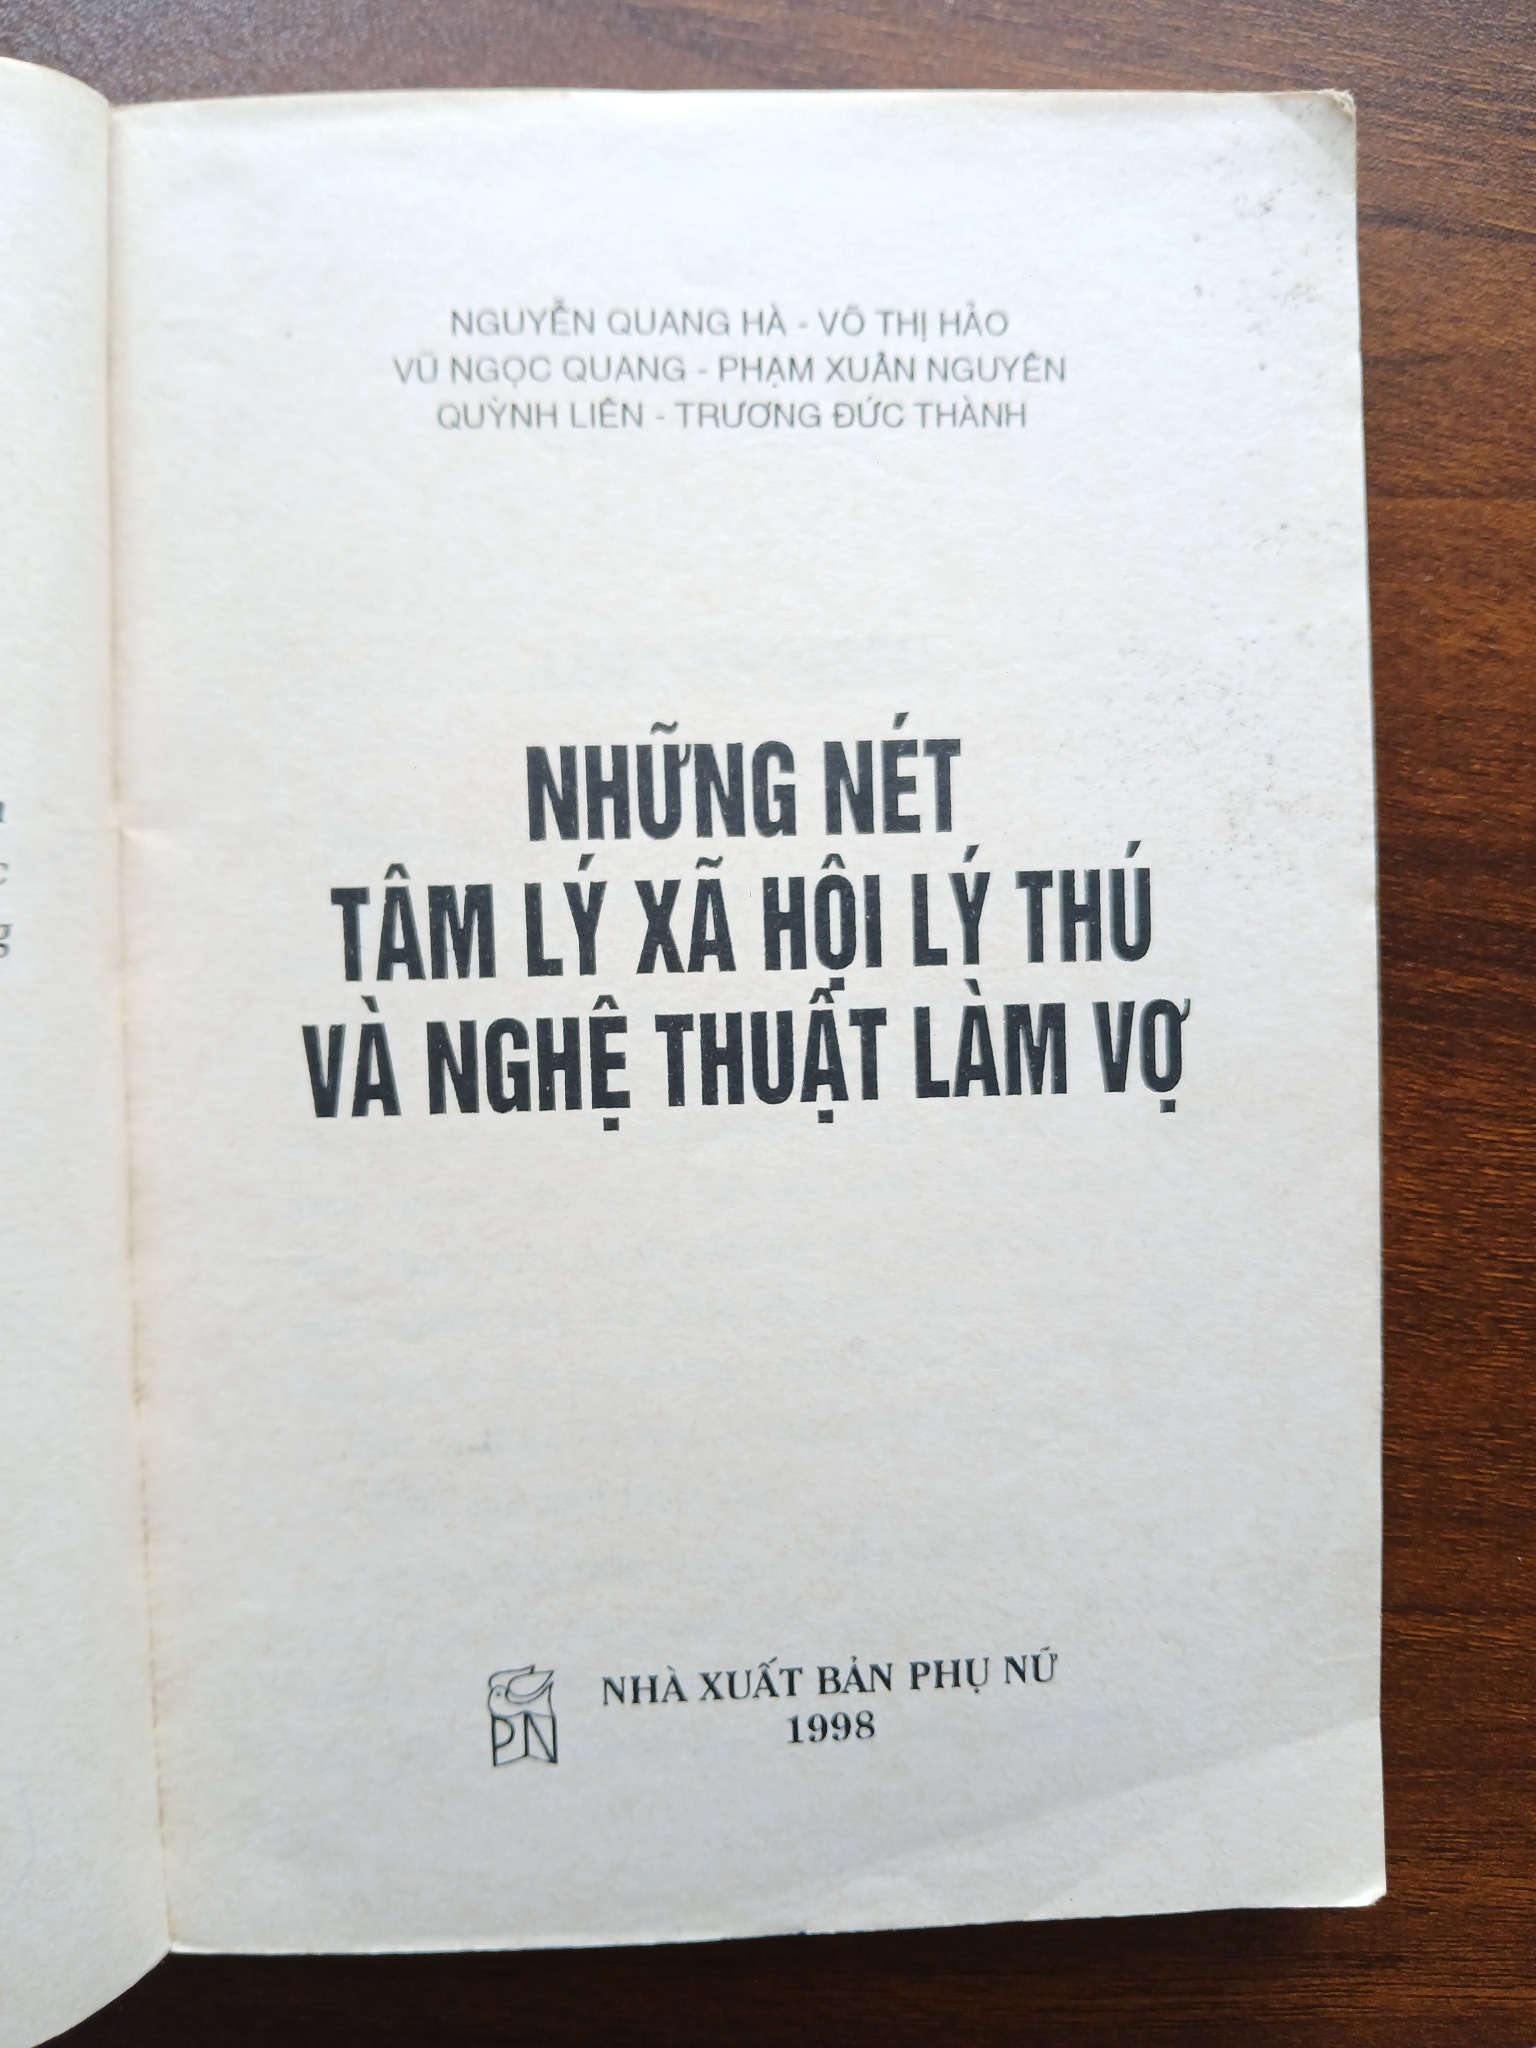 NGUYỄN QUANG HÀ - VÕ THỊ HẢO
VŨ NGỌC QUANG - PHẠM XUÂN NGUYÊN
QUỲNH LIÊN - TRƯƠNG ĐỨC THÀNH
NHỮNG NÉT
TÂM LÝ XÃ HỘI LÝ THÚ
VÀ NGHỆ THUẬT LÀM VỢ
PN
NHÀ XUẤT BẢN PHỤ NỮ
1998